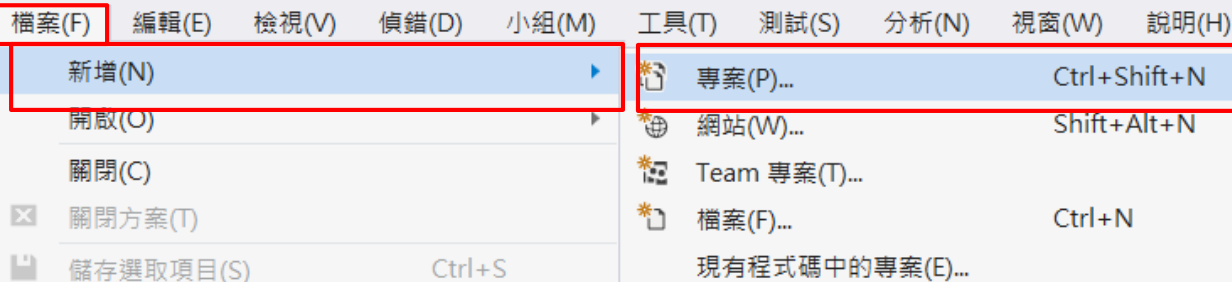 檔案(F) 編輯(E) 檢視(V) 偵錯(D) 小組(M) 工具(T) 測試(S) 分析(N) 視窗(W) 說明(H)
新增(N)
開啟(O)
關閉(C)
關閉方案(T)
儲存選取項目(S) Ctrl+S
專案(P)... Ctrl+Shift+N
網站(W)... Shift+Alt+N
Team 專案(T)...
檔案(F)... Ctrl+N
現有程式碼中的專案(E)...